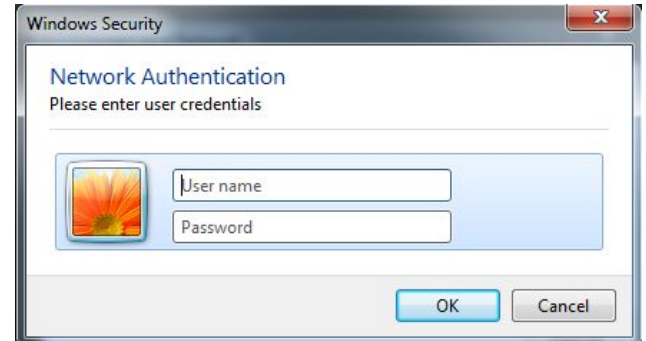 Windows Security
Network Authentication
Please enter user credentials
User name
Password
OK Cancel